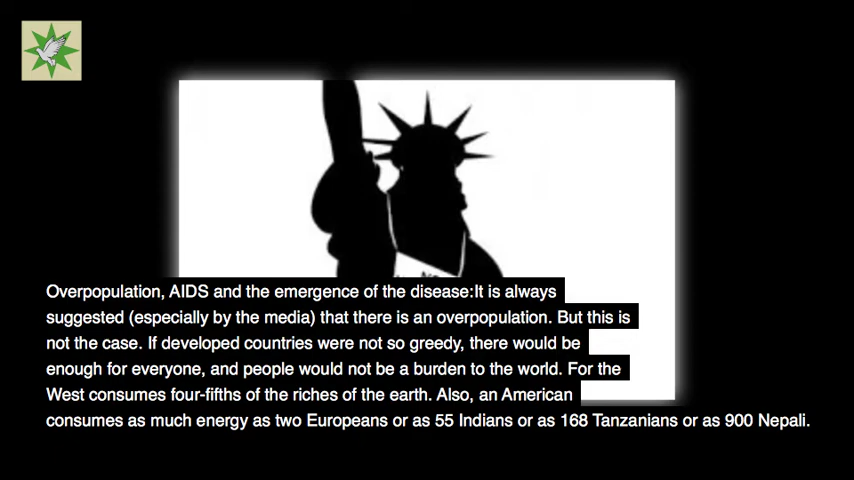 Overpopulation, AIDS and the emergence of the disease:It is always
suggested (especially by the media) that there is an overpopulation. But this is
not the case. If developed countries were not so greedy, there would be
enough for everyone, and people would not be a burden to the world. For the
West consumes four-fifths of the riches of the earth. Also, an American
consumes as much energy as two Europeans or as 55 Indians or as 168 Tanzanians or as 900 Nepali.